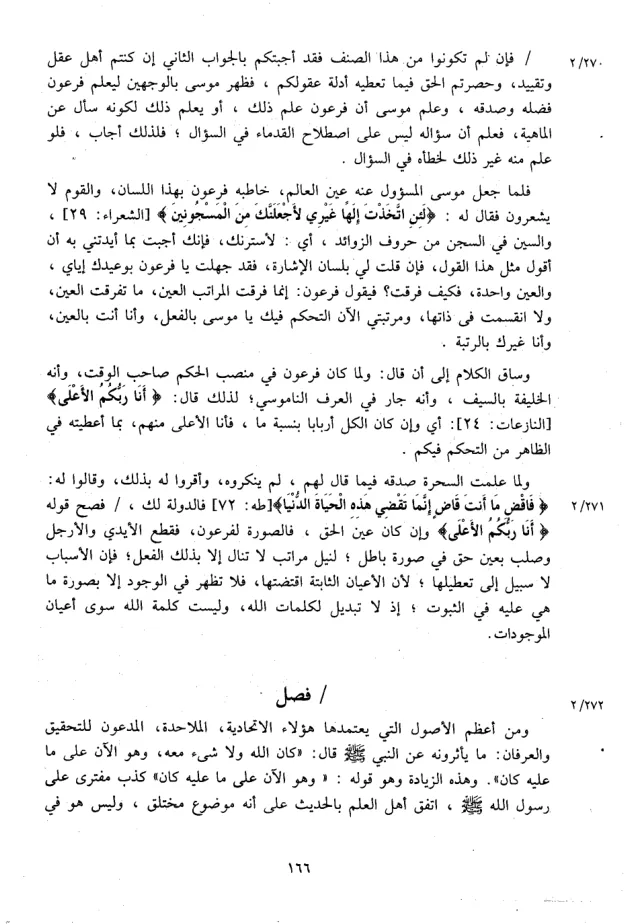 ٢/٢٧٠
/ فإن لم تكونوا من هذا الصنف فقد أجبتكم بالجواب الثاني إن كنتم أهل عقل
وتقييد، وحصرتم الحق فيما تعطيه أدلة عقولكم ، فظهر موسى بالوجهين ليعلم فرعون
فضله وصدقه ، وعلم موسى أن فرعون علم ذلك ، أو يعلم ذلك لكونه سأل عن
الماهية، فعلم أن سؤاله ليس على اصطلاح القدماء في السؤال ؛ فلذلك أجاب ، فلو
علم منه غير ذلك لخطأه في السؤال .
فلما جعل موسى المسؤول عنه عين العالم، خاطبه فرعون بهذا اللسان، والقوم لا
يشعرون فقال له : ﴿لَئِنِ اتَّخَذْتَ إِلَهًا غَيْرِي لأَجْعَلَنَّكَ مِنَ الْمَسْجُونِينَ ﴾ [الشعراء: ٢٩] ،
والسين في السجن من حروف الزوائد ، أي : لأسترنك، فإنك أجبت بما أيدتني به أن
أقول مثل هذا القول، فإن قلت لي بلسان الإشارة، فقد جهلت يا فرعون بوعيدك إياي ،
والعين واحدة، فكيف فرقت؟ فيقول فرعون: إنما فرقت المراتب العين، ما تفرقت العين،
ولا انقسمت فى ذاتها، ومرتبتي الآن التحكم فيك يا موسى بالفعل، وأنا أنت بالعين،
وأنا غيرك بالرتبة .
وساق الكلام إلى أن قال: ولما كان فرعون في منصب الحكم صاحب الوقت، وأنه
الخليفة بالسيف ، وأنه جار في العرف الناموسي؛ لذلك قال: ﴿ أَنَا رَبُّكُمُ الأَعْلَى﴾
[النازعات: ٢٤]: أي وإن كان الكل أربابا بنسبة ما ، فأنا الأعلى منهم، بما أعطيته في
الظاهر من التحكم فيكم .
ولما علمت السحرة صدقه فيما قال لهم ، لم ينكروه، وأقروا له بذلك، وقالوا له:
٢/٢٧١
﴿ فَاقْضِ مَا أَنتَ قَاضٍ إِنَّمَا تَقْضِي هَذِهِ الْحَيَاةَ الدُّنْيَا﴾[طه: ٧٢] فالدولة لك ، / فصح قوله
﴿ أَنَا رَبُّكُمُ الأَعْلَى﴾ وإن كان عين الحق ، فالصورة لفرعون، فقطع الأيدي والأرجل
وصلب بعين حق في صورة باطل ؛ لنيل مراتب لا تنال إلا بذلك الفعل؛ فإن الأسباب
لا سبيل إلى تعطيلها ؛ لأن الأعيان الثابتة اقتضتها، فلا تظهر في الوجود إلا بصورة ما
هي عليه في الثبوت ؛ إذ لا تبديل لكلمات الله، وليست كلمة الله سوى أعيان
الموجودات.
٢/٢٧٢
/ فصل
ومن أعظم الأصول التي يعتمدها هؤلاء الاتحادية، الملاحدة، المدعون للتحقيق
والعرفان: ما يأثرونه عن النبي ﷺ قال: «كان الله ولا شىء معه، وهو الآن على ما
عليه كان». وهذه الزيادة وهو قوله : « وهو الآن على ما عليه كان» كذب مفترى على
رسول الله ﷺ ، اتفق أهل العلم بالحديث على أنه موضوع مختلق ، وليس هو في
١٦٦